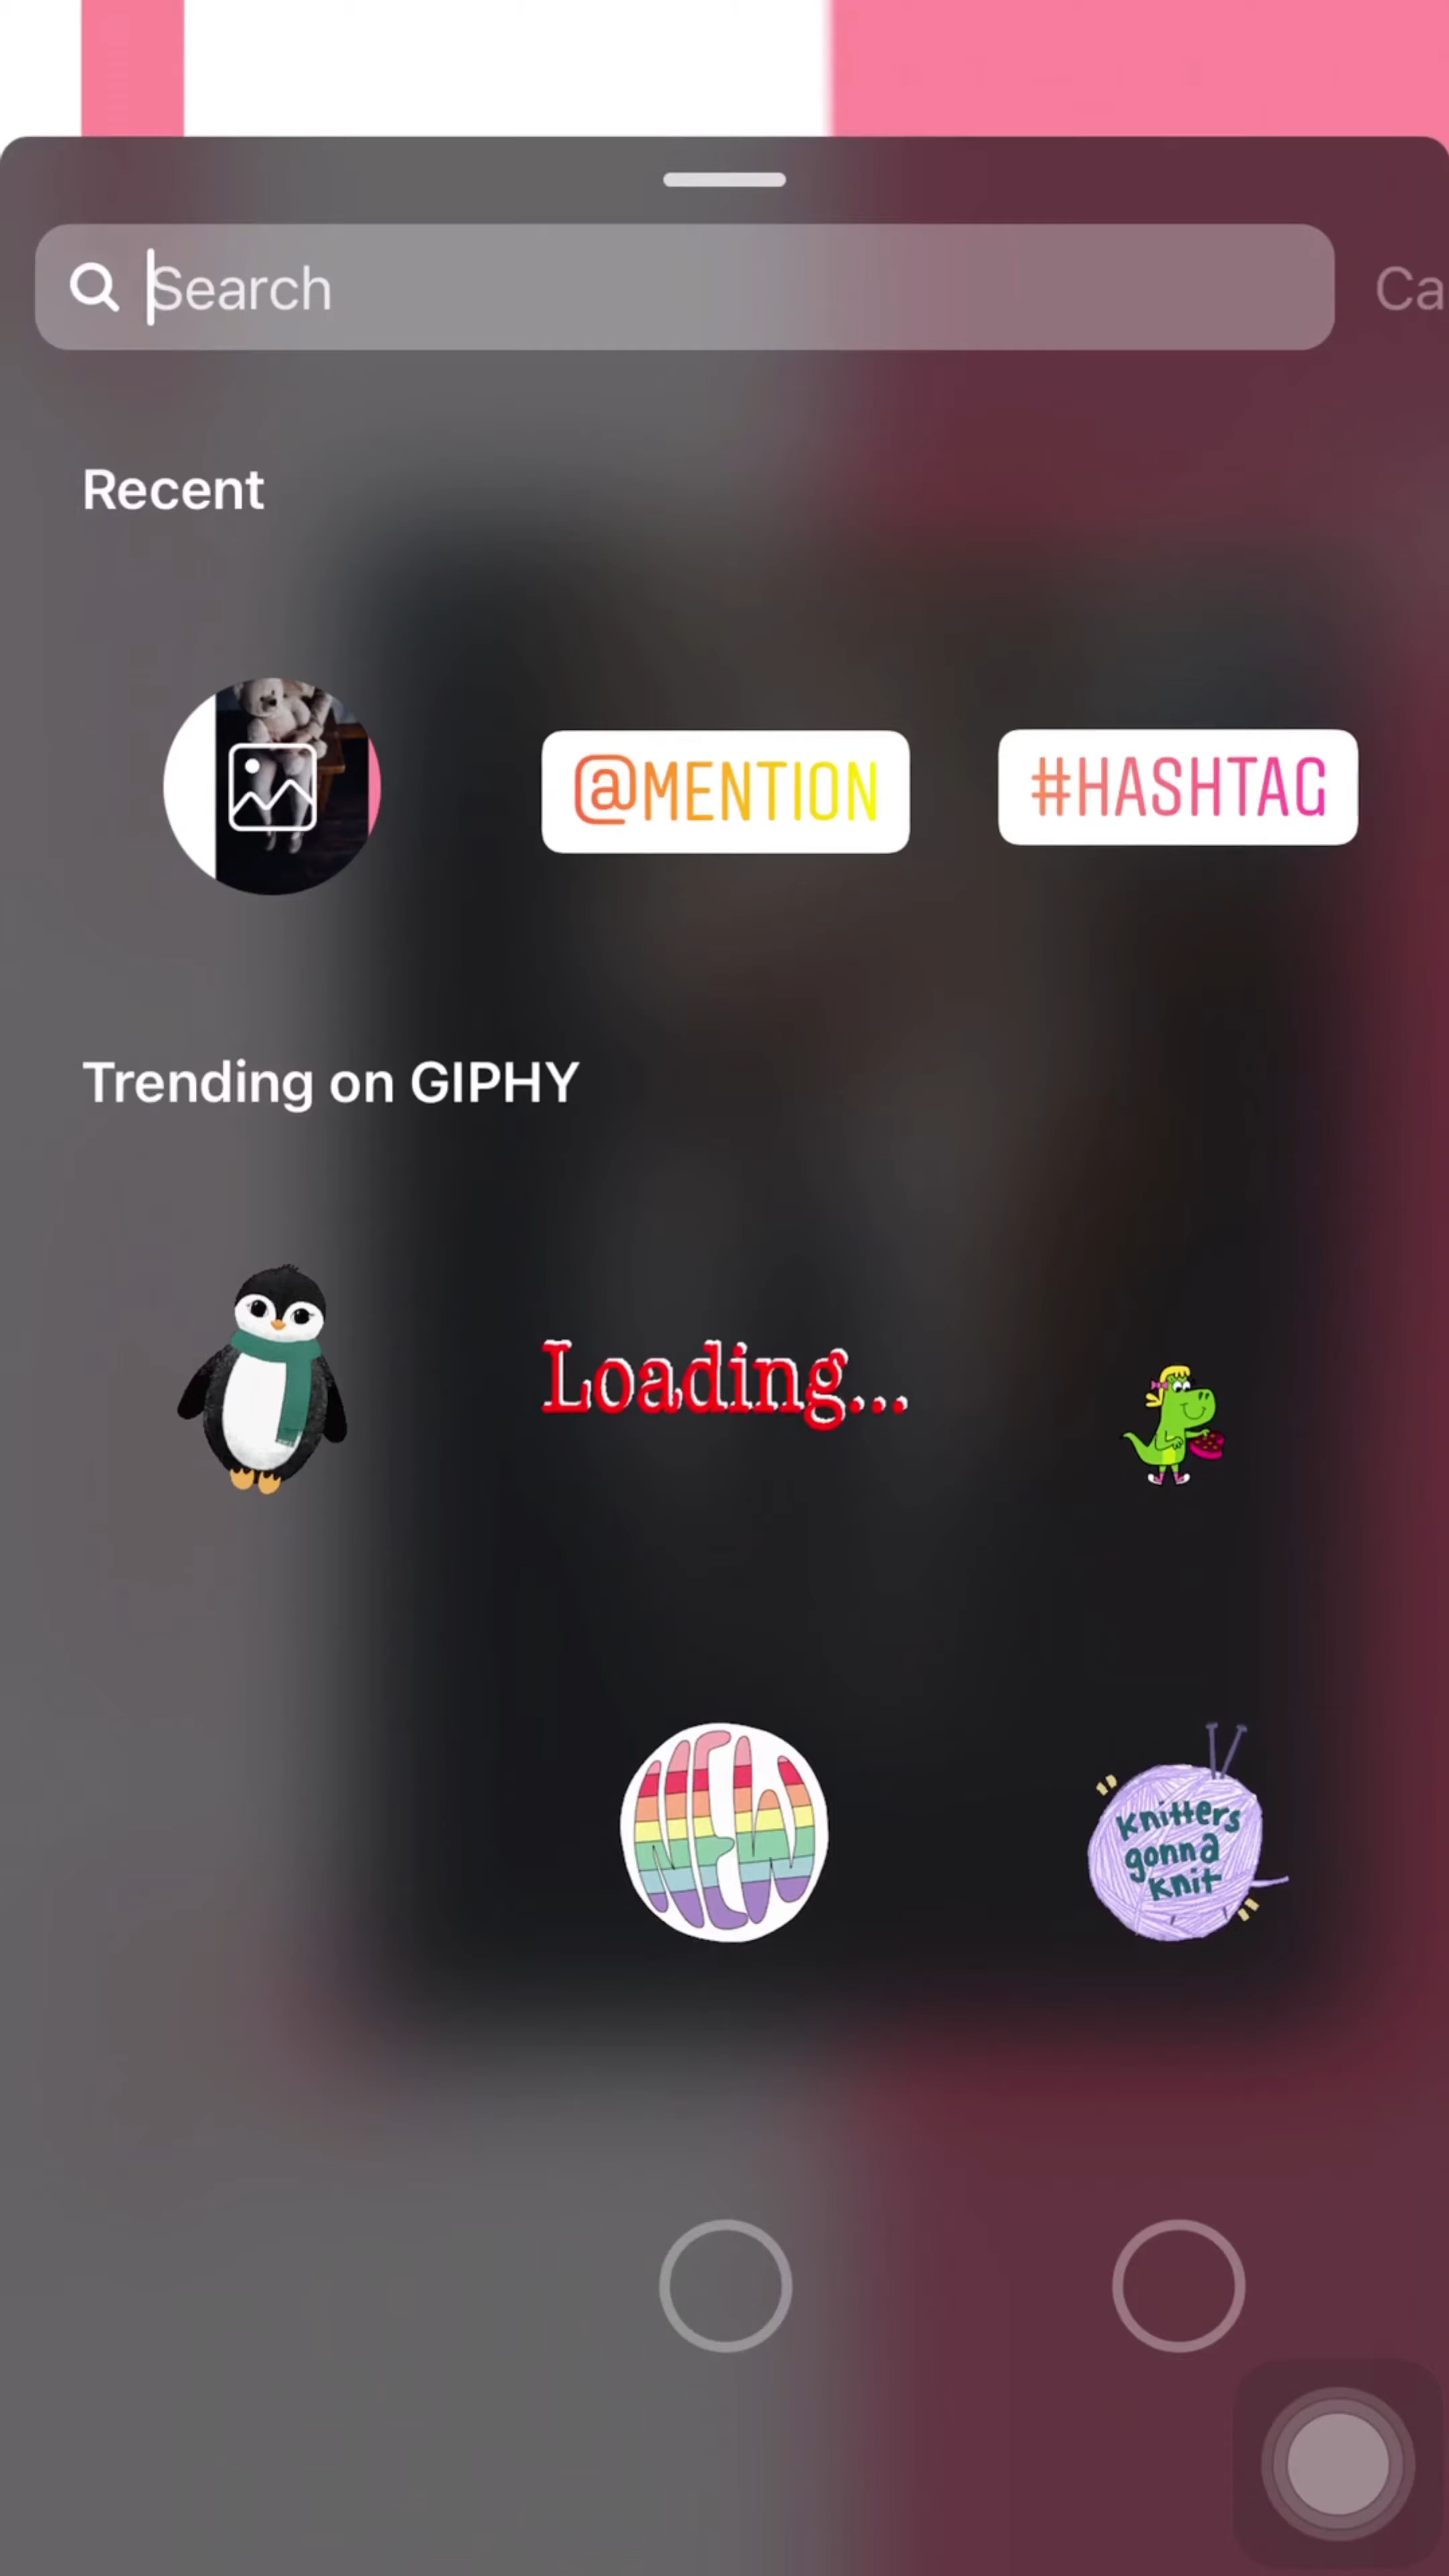 Search
Ca
Recent
@MENTION
#HASHTAG
Trending on GIPHY
Loading...
NEW
Knitters
gonna
Knit